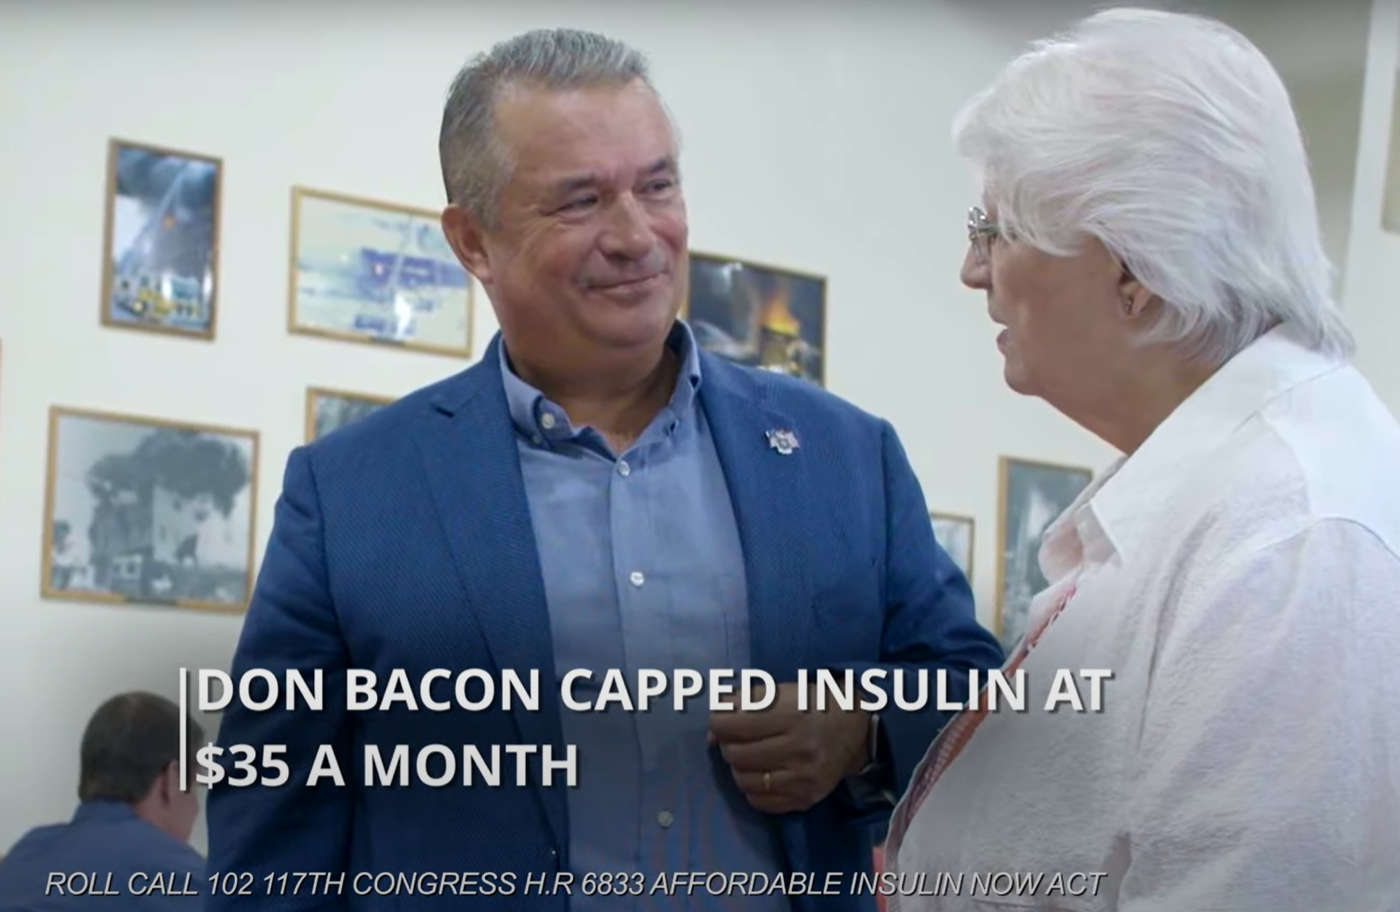 DON BACON CAPPED INSULIN AT
$35 A MONTH
ROLL CALL 102 117TH CONGRESS H.R 6833 AFFORDABLE INSULIN NOW ACT